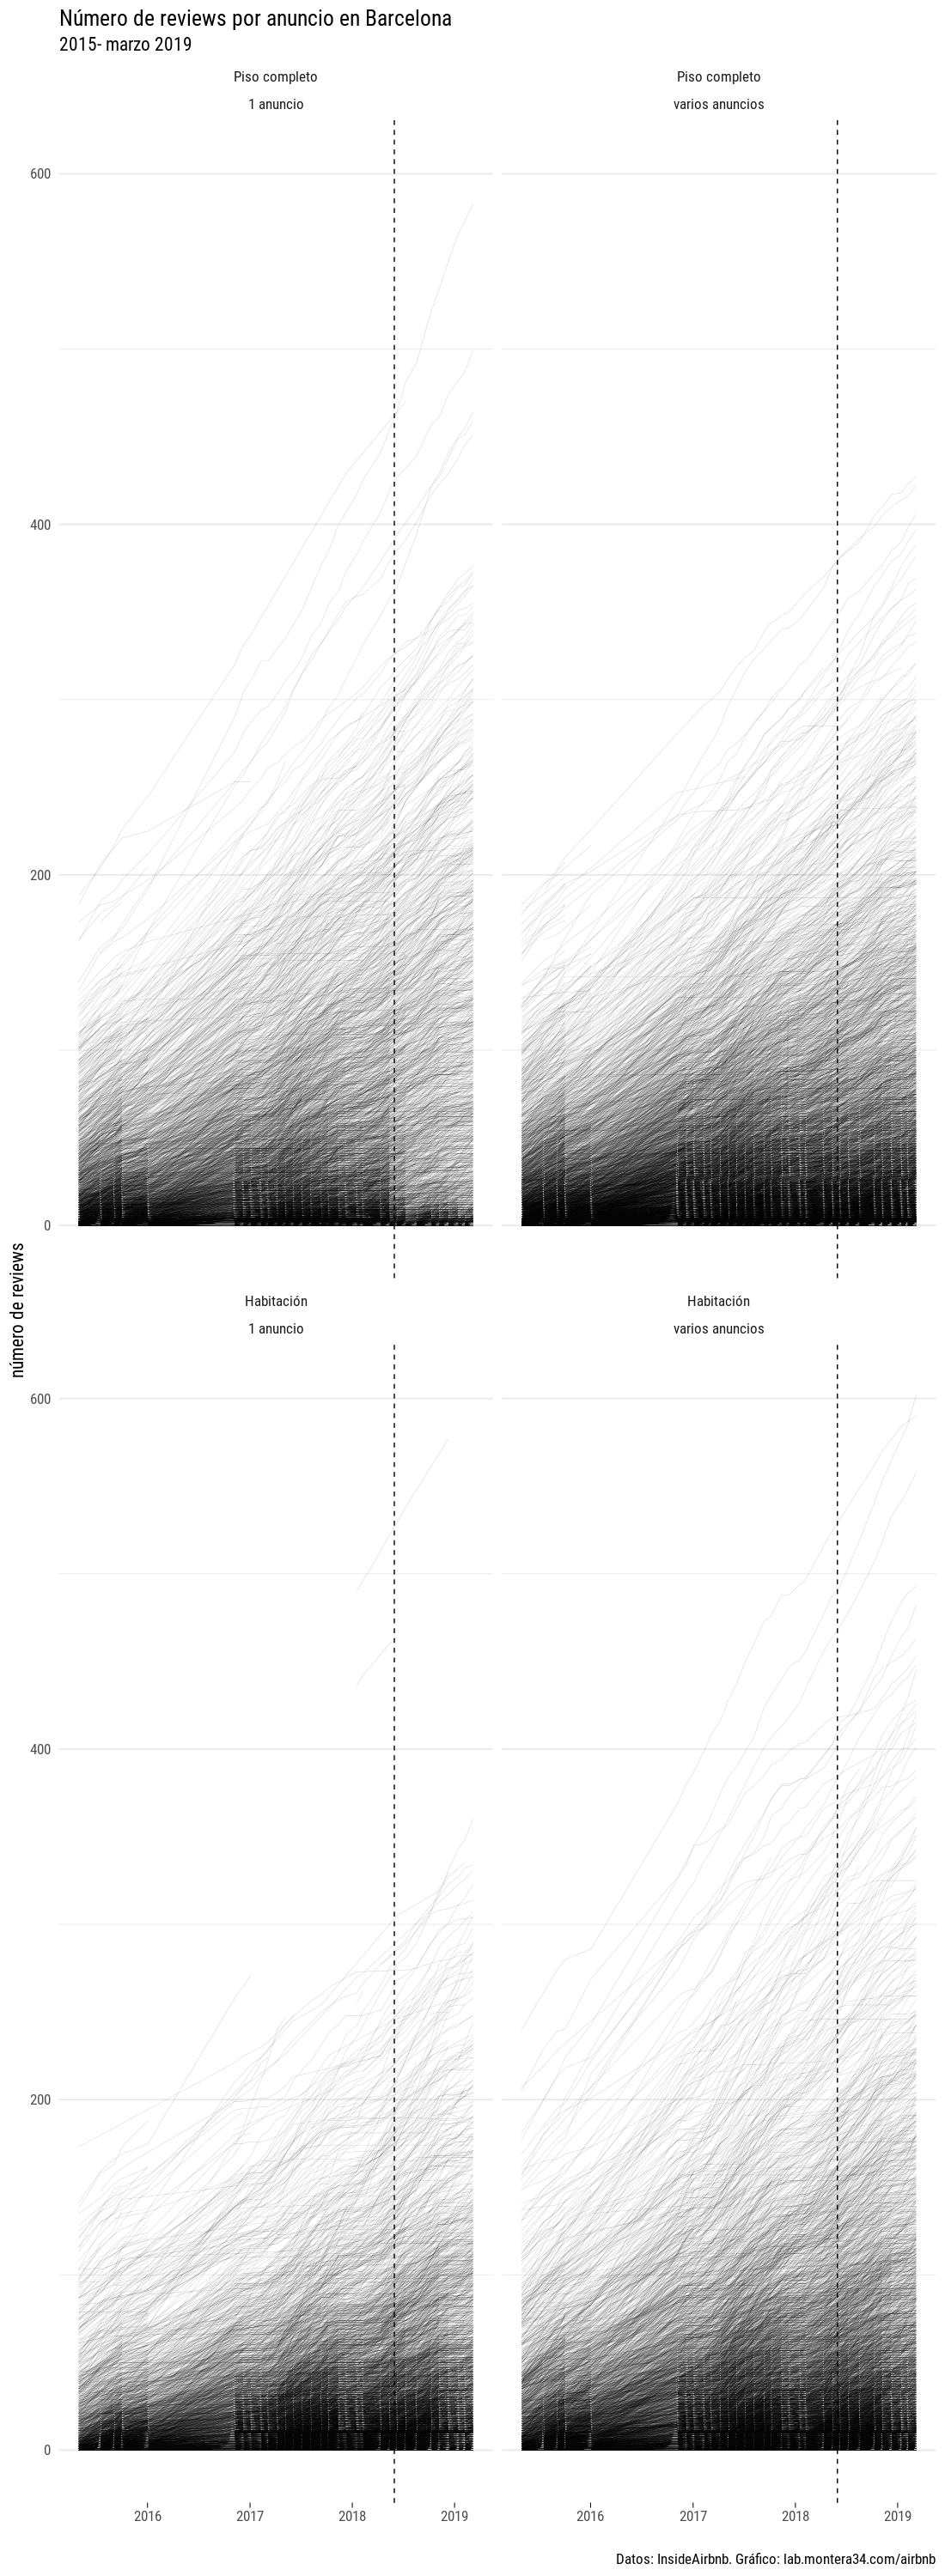 Número de reviews por anuncio en Barcelona
2015- marzo 2019
Piso completo
1 anuncio
Piso completo
varios anuncios
600
400
200
0
número de reviews
Habitación
1 anuncio
Habitación
varios anuncios
600
400
200
0
2016 2017 2018 2019 2016 2017 2018 2019
Datos: InsideAirbnb. Gráfico: lab.montera34.com/airbnb